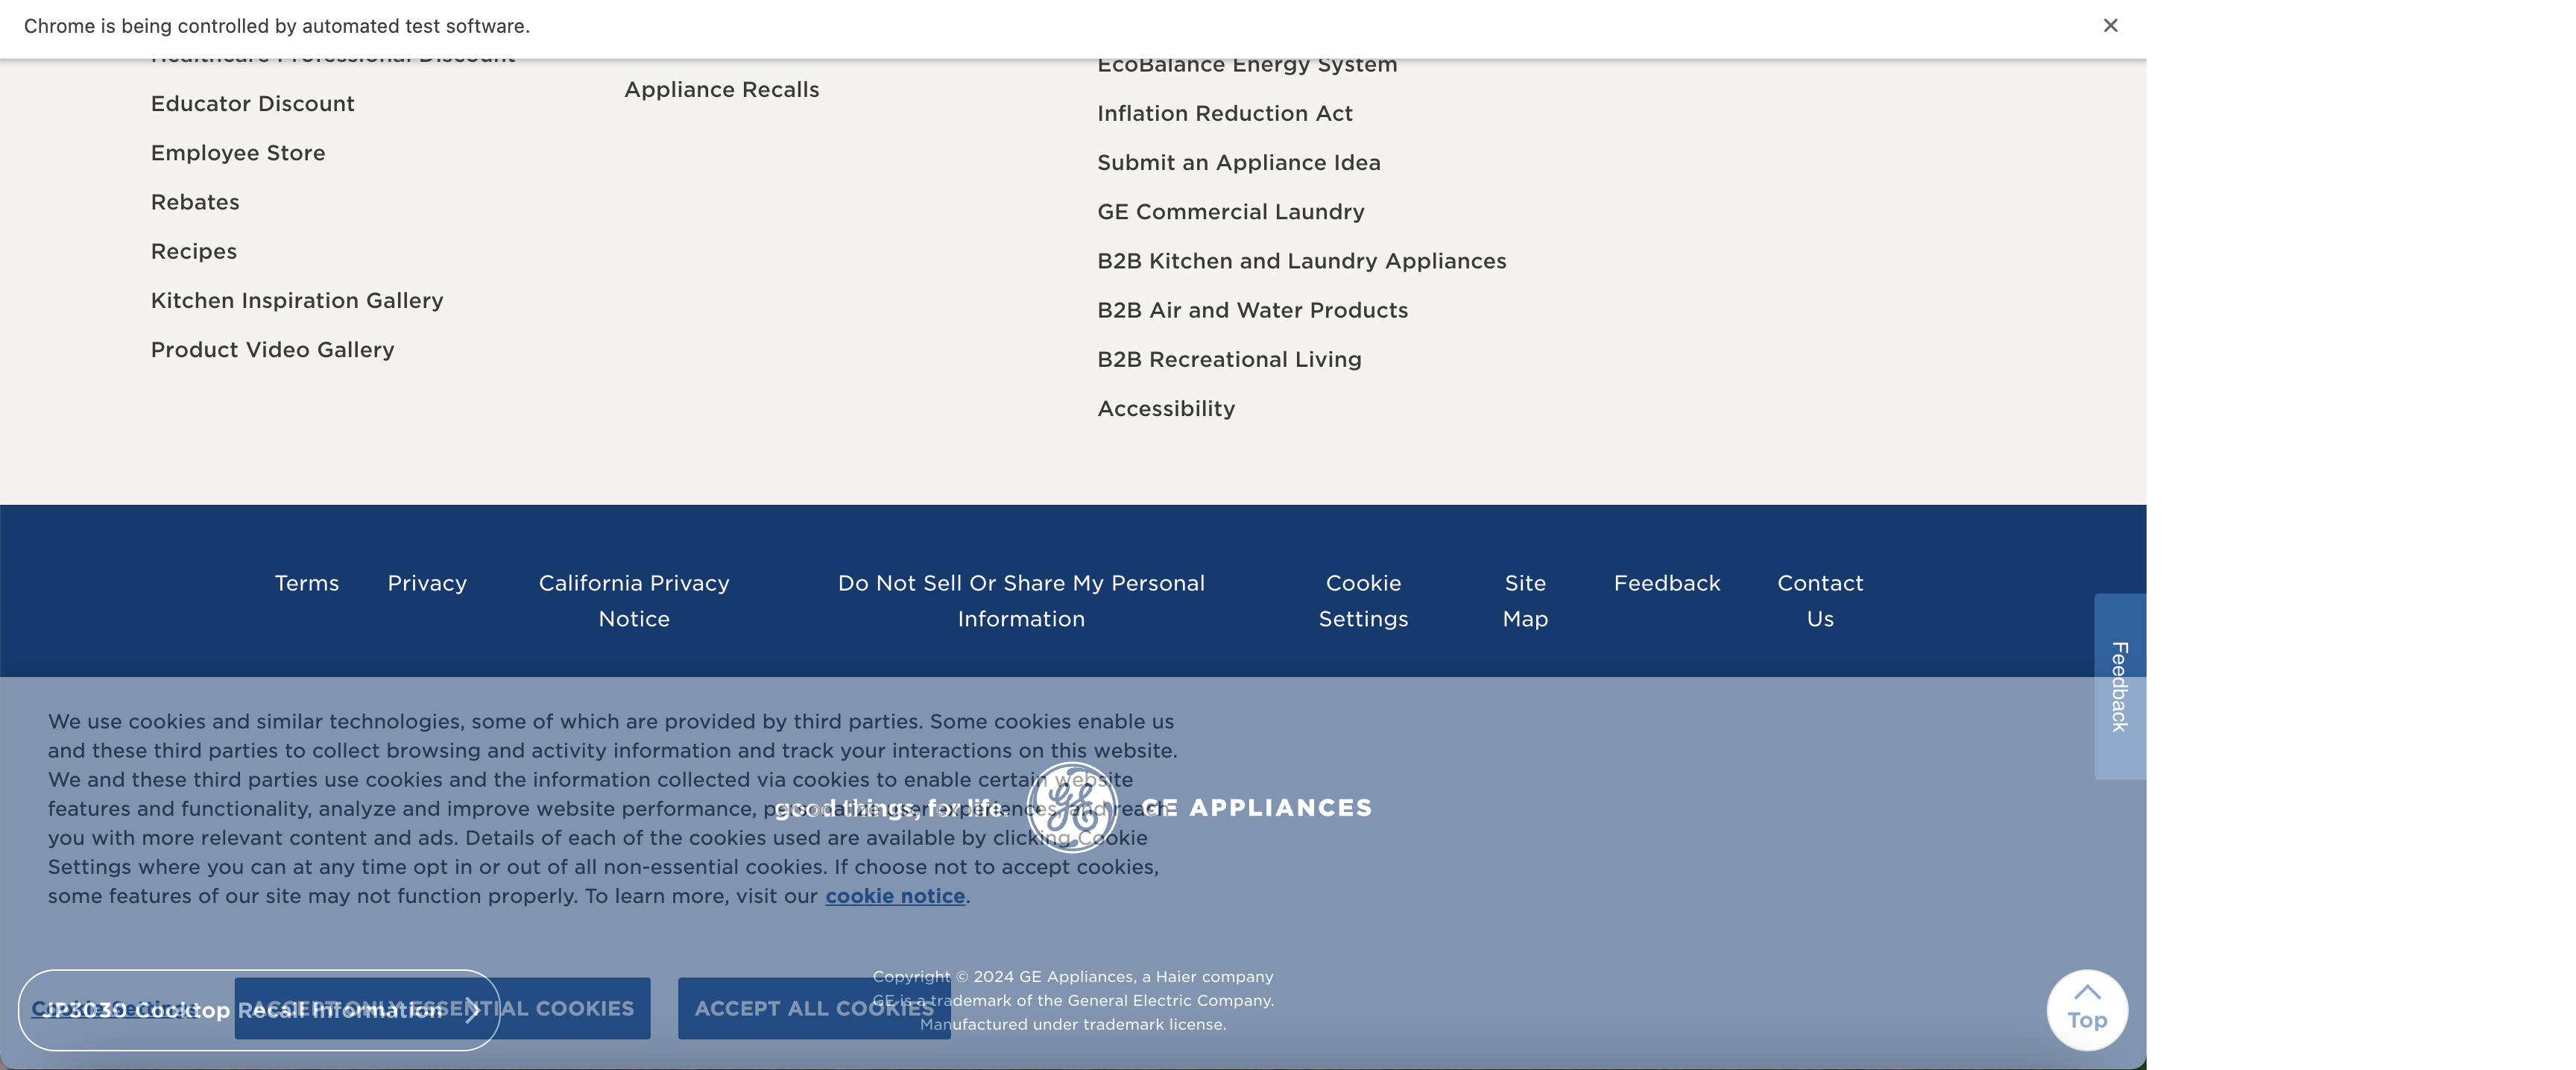 Chrome is being controlled by automated test software.
Healthcare Professional Discount
Educator Discount
Employee Store
Rebates
Recipes
Kitchen Inspiration Gallery
Product Video Gallery
Appliance Recalls
EcoBalance Energy System
Inflation Reduction Act
Submit an Appliance Idea
GE Commercial Laundry
B2B Kitchen and Laundry Appliances
B2B Air and Water Products
B2B Recreational Living
Accessibility
Terms
Privacy
California Privacy
Notice
Do Not Sell Or Share My Personal
Information
Cookie
Settings
Site
Map
Feedback
Contact
Us
Feedback
We use cookies and similar technologies, some of which are provided by third parties. Some cookies enable us
and these third parties to collect browsing and activity information and track your interactions on this website.
We and these third parties use cookies and the information collected via cookies to enable certain website
features and functionality, analyze and improve website performance, personalize user experiences, and reach
you with more relevant content and ads. Details of each of the cookies used are available by clicking Cookie
Settings where you can at any time opt in or out of all non-essential cookies. If choose not to accept cookies,
some features of our site may not function properly. To learn more, visit our cookie notice.
good things, for life.
GE
GE APPLIANCES
Cookie Settings
JP3030 Cooktop Recall Information
ACCEPT ONLY ESSENTIAL COOKIES
ACCEPT ALL COOKIES
Copyright © 2024 GE Appliances, a Haier company
GE is a trademark of the General Electric Company.
Manufactured under trademark license.
Top